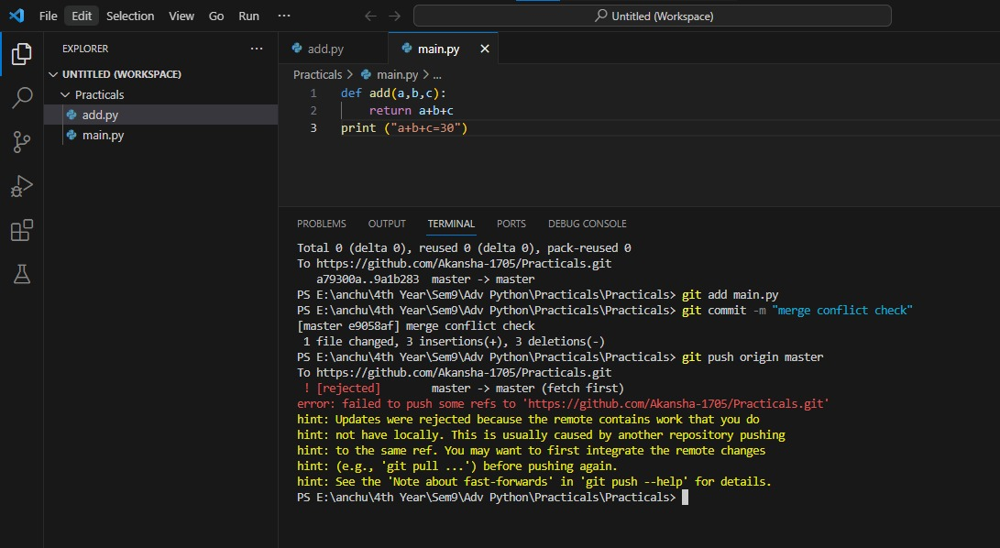 File Edit Selection View Go Run ···
Untitled (Workspace)
EXPLORER ···
UNTITLED (WORKSPACE)
Practicals
add.py
main.py
add.py main.py
Practicals > main.py > ...
1 def add(a,b,c):
2 return a+b+c
3 print ("a+b+c=30")
PROBLEMS OUTPUT TERMINAL PORTS DEBUG CONSOLE
Total 0 (delta 0), reused 0 (delta 0), pack-reused 0
To https://github.com/Akansha-1705/Practicals.git
a79300a..9a1b283 master -> master
PS E:\anchu\4th Year\Sem9\Adv Python\Practicals\Practicals> git add main.py
PS E:\anchu\4th Year\Sem9\Adv Python\Practicals\Practicals> git commit -m "merge conflict check"
[master e9058af] merge conflict check
1 file changed, 3 insertions(+), 3 deletions(-)
PS E:\anchu\4th Year\Sem9\Adv Python\Practicals\Practicals> git push origin master
To https://github.com/Akansha-1705/Practicals.git
! [rejected] master -> master (fetch first)
error: failed to push some refs to 'https://github.com/Akansha-1705/Practicals.git'
hint: Updates were rejected because the remote contains work that you do
hint: not have locally. This is usually caused by another repository pushing
hint: to the same ref. You may want to first integrate the remote changes
hint: (e.g., 'git pull ...') before pushing again.
hint: See the 'Note about fast-forwards' in 'git push --help' for details.
PS E:\anchu\4th Year\Sem9\Adv Python\Practicals\Practicals>